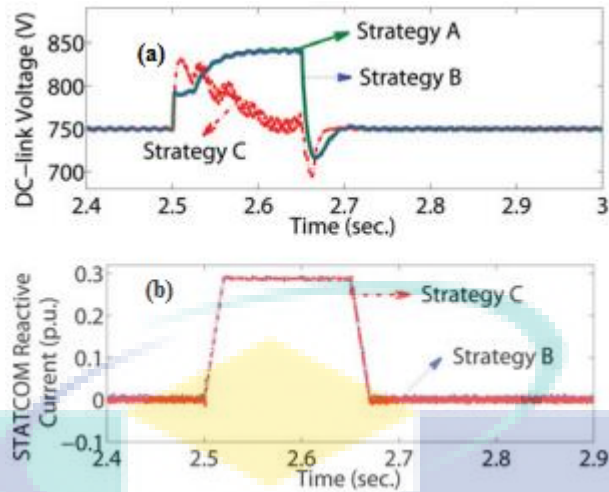 DC-link Voltage (V)
850
800
750
700
(a)
Strategy A
Strategy B
Strategy C
2.4
2.5
2.6
2.7
2.8
2.9
3
Time (sec.)
STATCOM Reactive
Current (p.u.)
0.3
0.2
0.1
0
−0.1
(b)
Strategy C
Strategy B
2.4
2.5
2.6
2.7
2.8
2.9
Time (sec.)